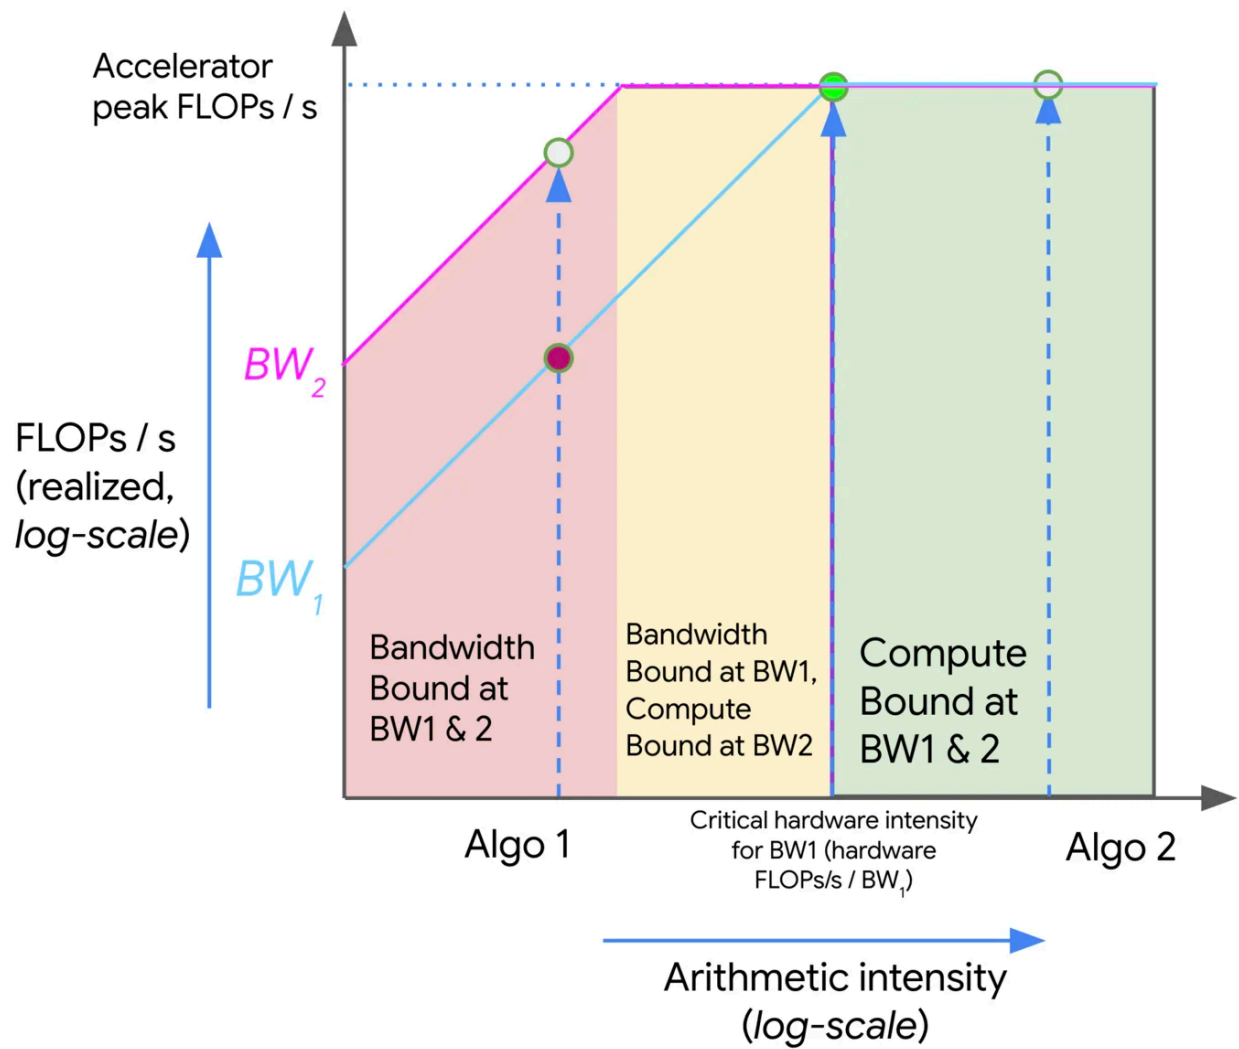 Accelerator
peak FLOPs / s
BW2
FLOPs / s
(realized,
log-scale)
BW1
Bandwidth
Bound at
BW1 & 2
Bandwidth
Bound at BW1,
Compute
Bound at BW2
Compute
Bound at
BW1 & 2
Algo 1
Critical hardware intensity
for BW1 (hardware
FLOPs/s / BW1)
Algo 2
Arithmetic intensity
(log-scale)